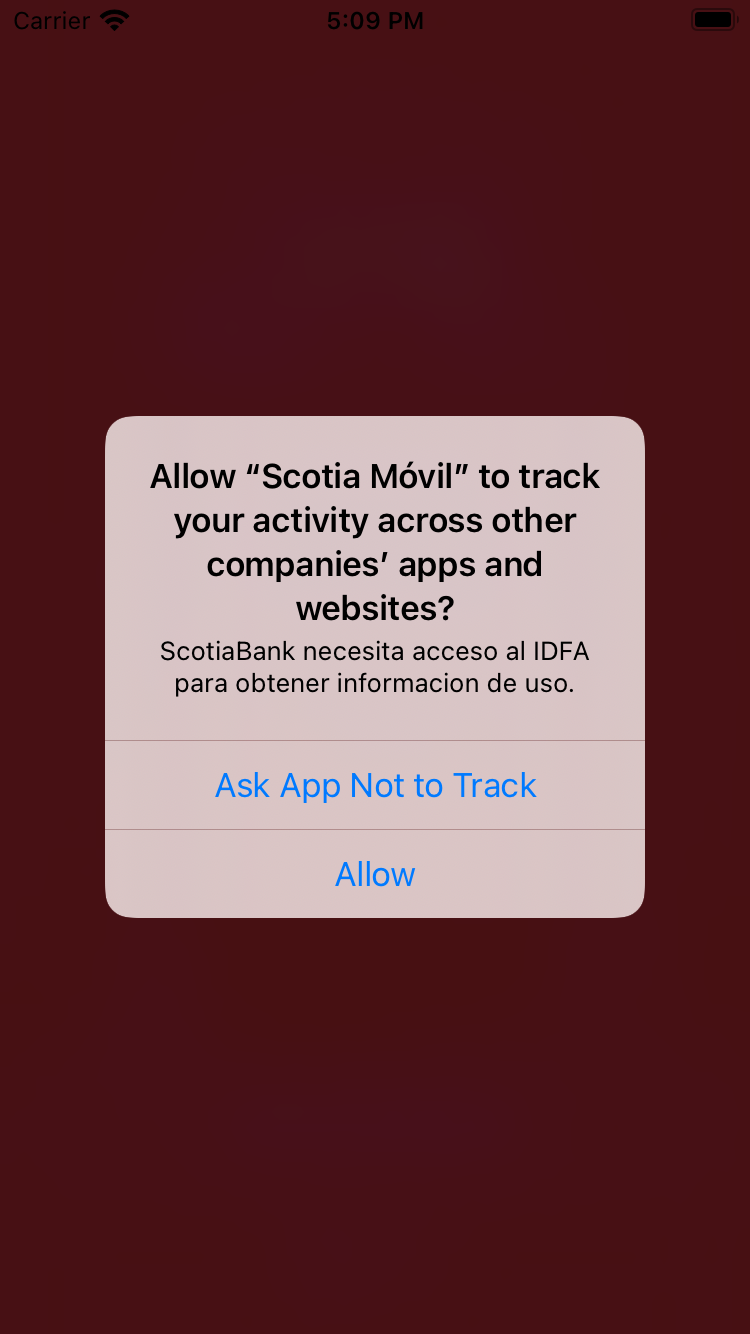 Carrier 5:09 PM
Allow “Scotia Móvil” to track
your activity across other
companies’ apps and
websites?
ScotiaBank necesita acceso al IDFA
para obtener informacion de uso.
Ask App Not to Track
Allow